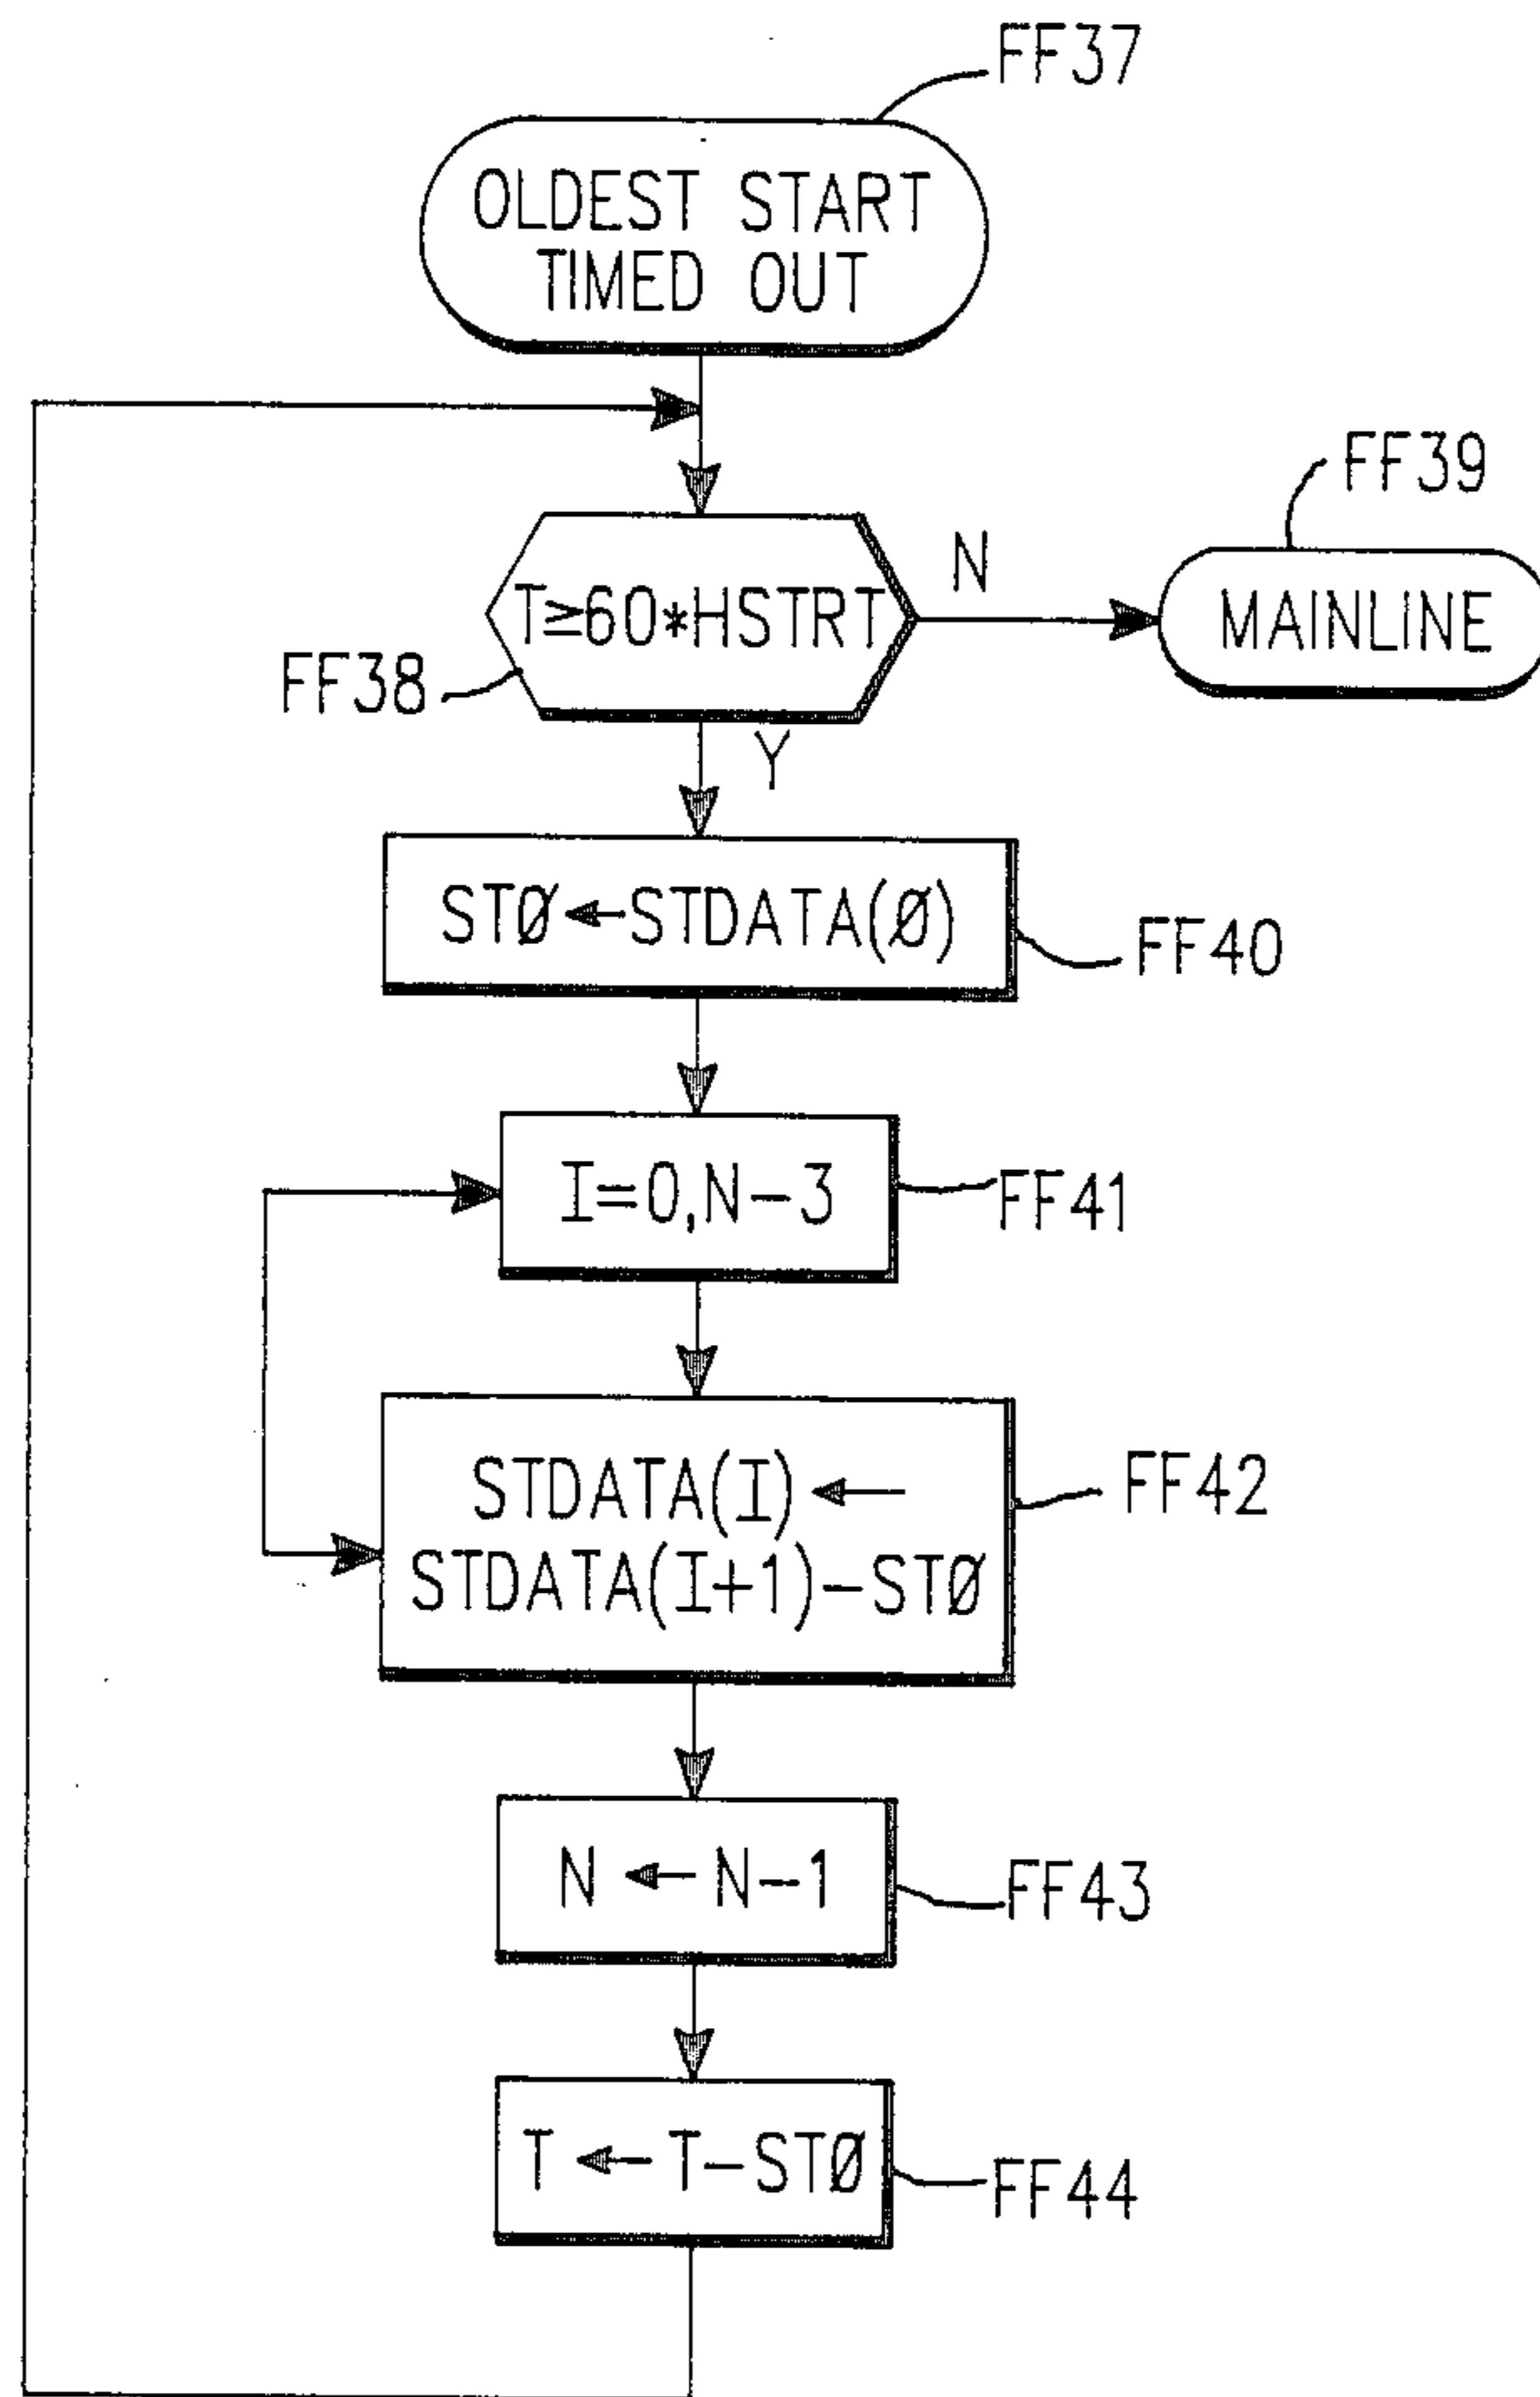 FF37
OLDEST START
TIMED OUT
FF39
N
T≥60*HSTRT
MAINLINE
FF38
Y
STØ←STDATA(Ø)
FF40
I=0,N-3
FF41
STDATA(I)←
STDATA(I+1)-STØ
FF42
N←N-1
FF43
T←T-STØ
FF44